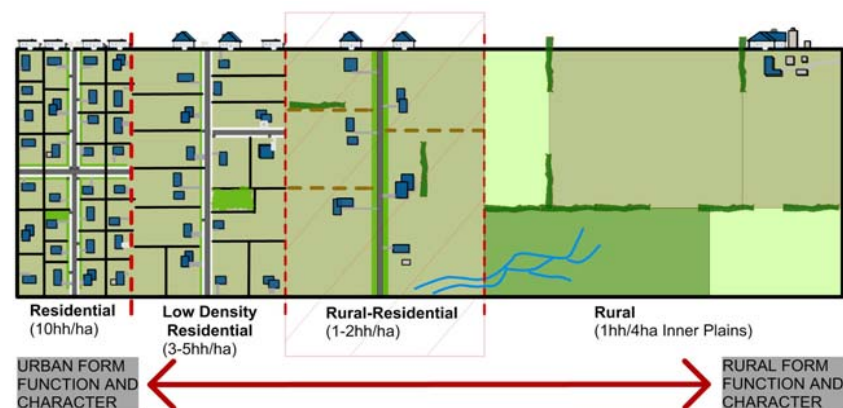 Residential
(10hh/ha)
Low Density
Residential
(3-5hh/ha)
Rural-Residential
(1-2hh/ha)
Rural
(1hh/4ha Inner Plains)
URBAN FORM
FUNCTION AND
CHARACTER
RURAL FORM
FUNCTION AND
CHARACTER